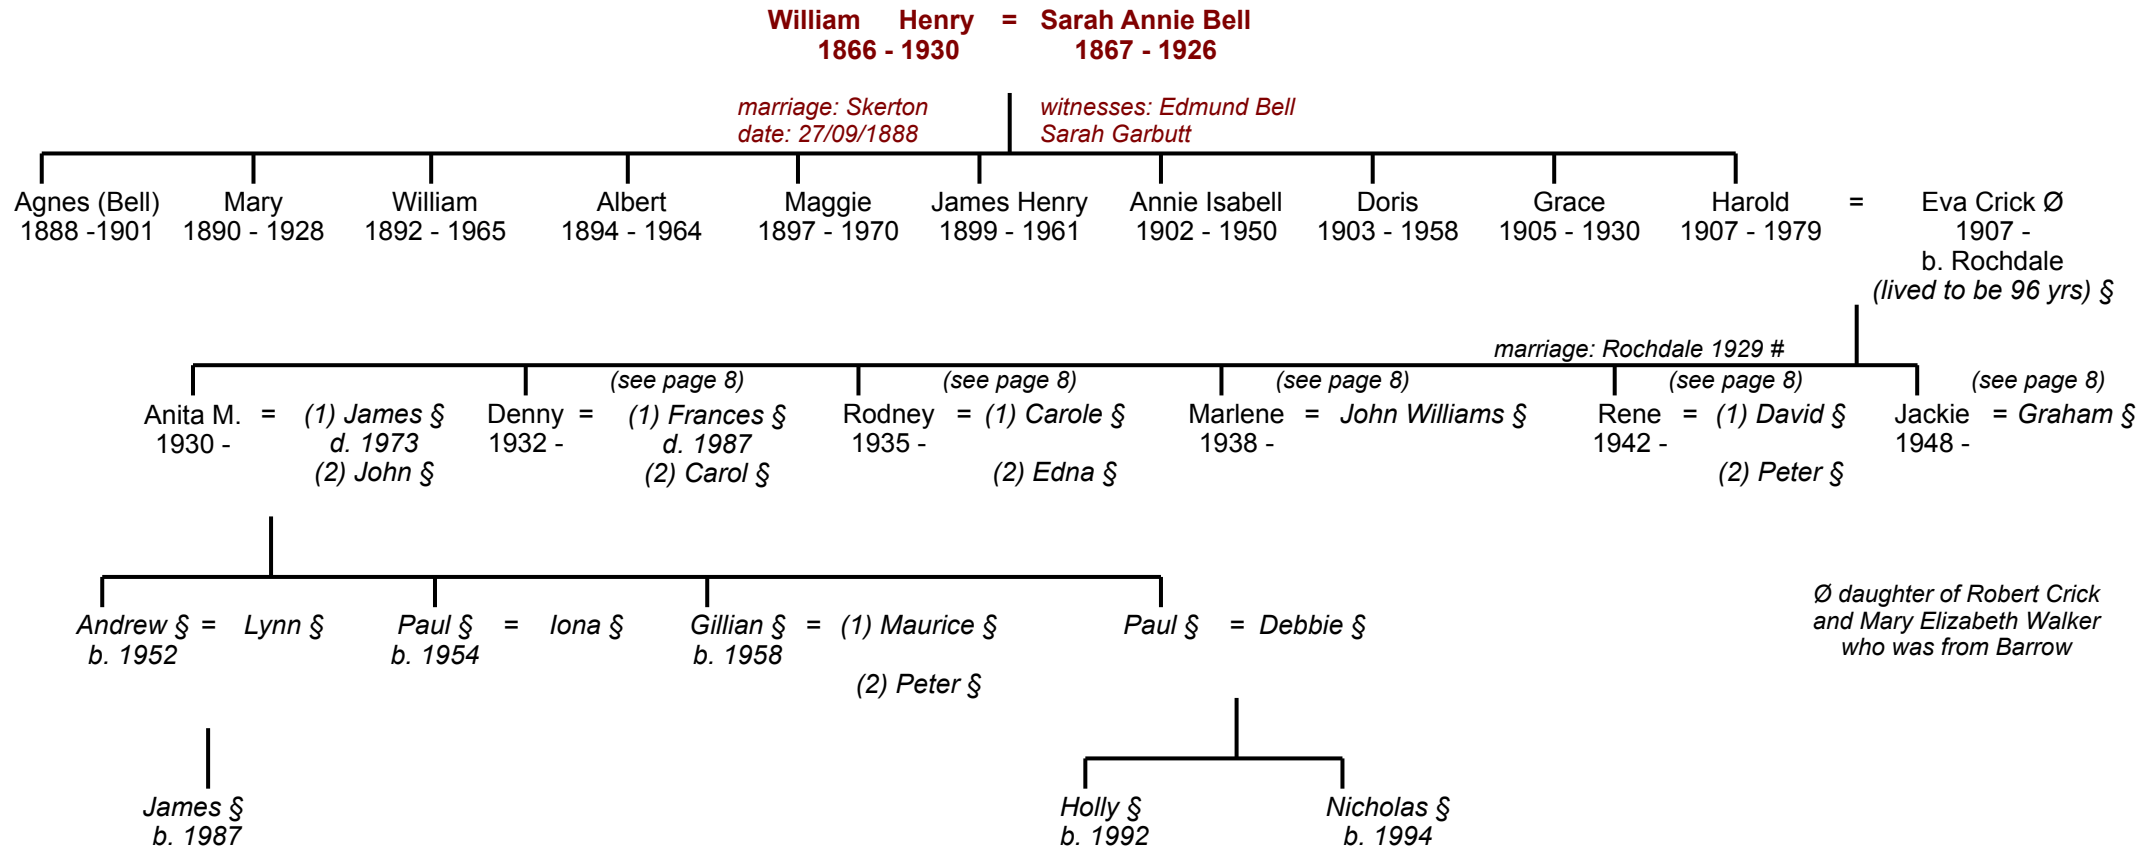 William Henry = Sarah Annie Bell
1866 - 1930 1867 - 1926
marriage: Skerton witnesses: Edmund Bell
date: 27/09/1888 Sarah Garbutt
Agnes (Bell) Mary William Albert Maggie James Henry Annie Isabell Doris Grace Harold = Eva Crick Ø
1888 -1901 1890 - 1928 1892 - 1965 1894 - 1964 1897 - 1970 1899 - 1961 1902 - 1950 1903 - 1958 1905 - 1930 1907 - 1979 1907 -
b. Rochdale
(lived to be 96 yrs) §
marriage: Rochdale 1929 #
(see page 8) (see page 8) (see page 8) (see page 8) (see page 8)
Anita M. = (1) James § Denny = (1) Frances § Rodney = (1) Carole § Marlene = John Williams § Rene = (1) David § Jackie = Graham §
1930 - d. 1973 1932 - d. 1987 1935 - 1938 - 1942 - 1948 -
(2) John § (2) Carol § (2) Edna § (2) Peter §
Andrew § = Lynn § Paul § = Iona § Gillian § = (1) Maurice § Paul § = Debbie §
b. 1952 b. 1954 b. 1958
(2) Peter §
Ø daughter of Robert Crick
and Mary Elizabeth Walker
who was from Barrow
James § Holly § Nicholas §
b. 1987 b. 1992 b. 1994